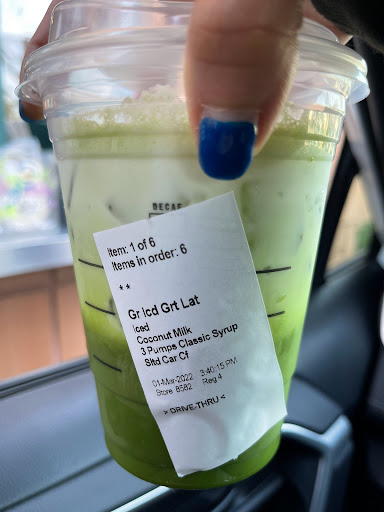 DECAF
Item: 1 of 6
Items in order: 6
* *
Gr Icd Grt Lat
Iced
Coconut Milk
3 Pumps Classic Syrup
Sltd Car Cf
01-Mar-2022 3:40:15 PM
Store 8582 Reg 4
> DRIVE-THRU <